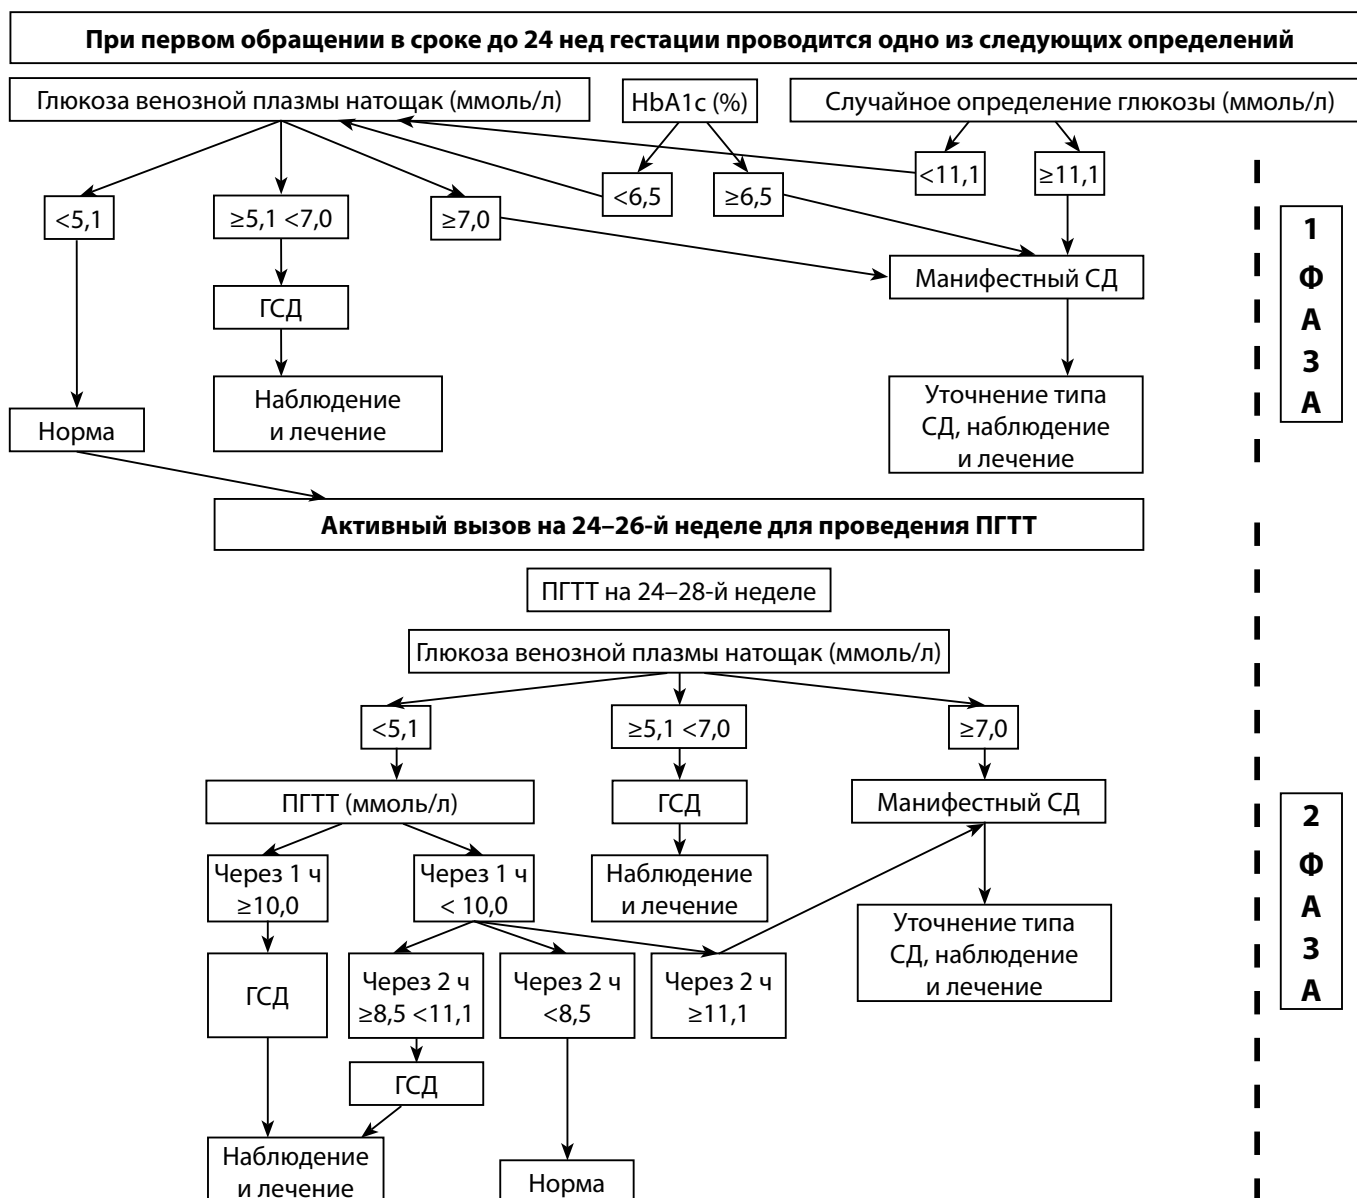 При первом обращении в сроке до 24 нед гестации проводится одно из следующих определений
Глюкоза венозной плазмы натощак (ммоль/л)
HbA1c (%)
Случайное определение глюкозы (ммоль/л)
<11,1
≥11,1
<6,5
≥6,5
<5,1
≥5,1 <7,0
≥7,0
Манифестный СД
ГСД
Наблюдение
и лечение
Уточнение типа
СД, наблюдение
и лечение
Норма
1
Ф
А
З
А
Активный вызов на 24–26-й неделе для проведения ПГТТ
ПГТТ на 24–28-й неделе
Глюкоза венозной плазмы натощак (ммоль/л)
<5,1
≥5,1 <7,0
≥7,0
ПГТТ (ммоль/л)
ГСД
Манифестный СД
Через 1 ч
≥10,0
Через 1 ч
< 10,0
Наблюдение
и лечение
Уточнение типа
СД, наблюдение
и лечение
ГСД
Через 2 ч
≥8,5 <11,1
Через 2 ч
<8,5
Через 2 ч
≥11,1
ГСД
Наблюдение
и лечение
Норма
2
Ф
А
З
А